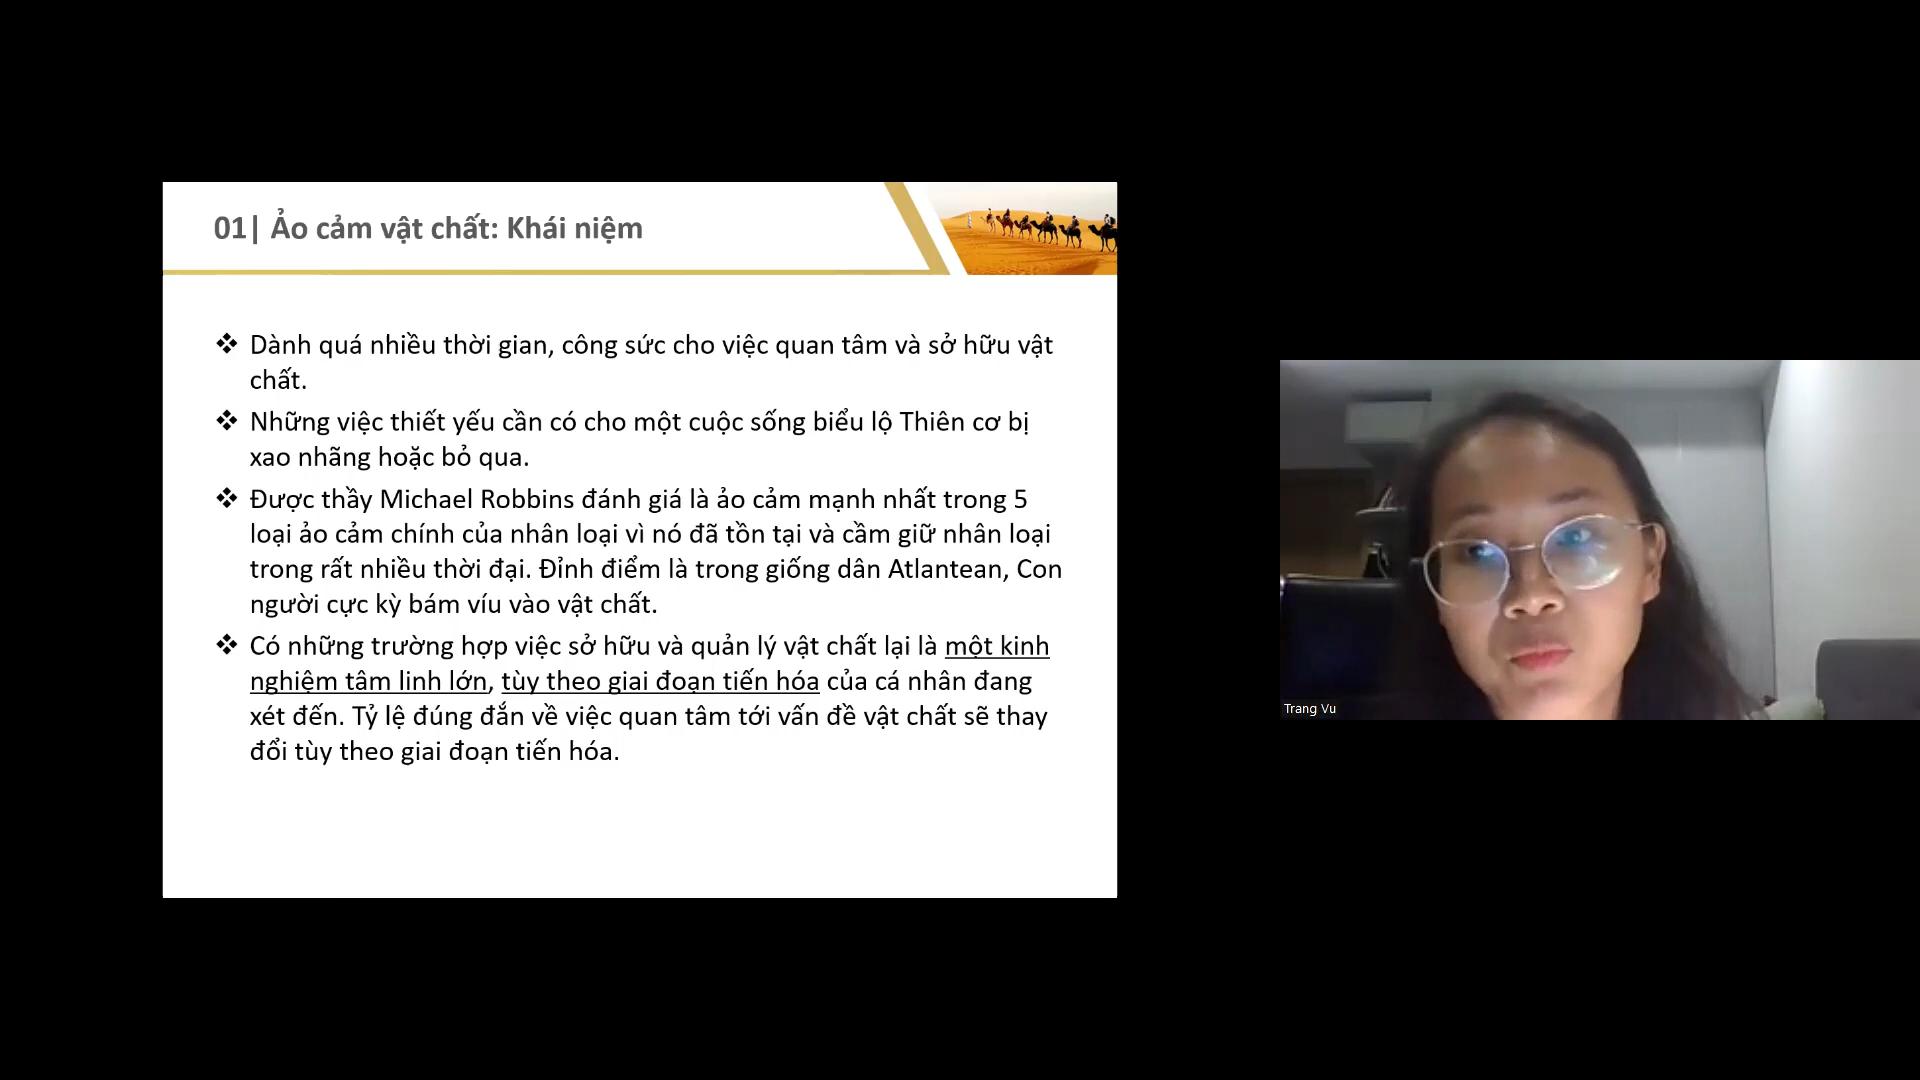 01| Ảo cảm vật chất: Khái niệm
❖ Dành quá nhiều thời gian, công sức cho việc quan tâm và sở hữu vật
chất.
❖ Những việc thiết yếu cần có cho một cuộc sống biểu lộ Thiên cơ bị
xao nhãng hoặc bỏ qua.
❖ Được thầy Michael Robbins đánh giá là ảo cảm mạnh nhất trong 5
loại ảo cảm chính của nhân loại vì nó đã tồn tại và cầm giữ nhân loại
trong rất nhiều thời đại. Đỉnh điểm là trong giống dân Atlantean, Con
người cực kỳ bám víu vào vật chất.
❖ Có những trường hợp việc sở hữu và quản lý vật chất lại là một kinh
nghiệm tâm linh lớn, tùy theo giai đoạn tiến hóa của cá nhân đang
xét đến. Tỷ lệ đúng đắn về việc quan tâm tới vấn đề vật chất sẽ thay
đổi tùy theo giai đoạn tiến hóa.
Trang Vu